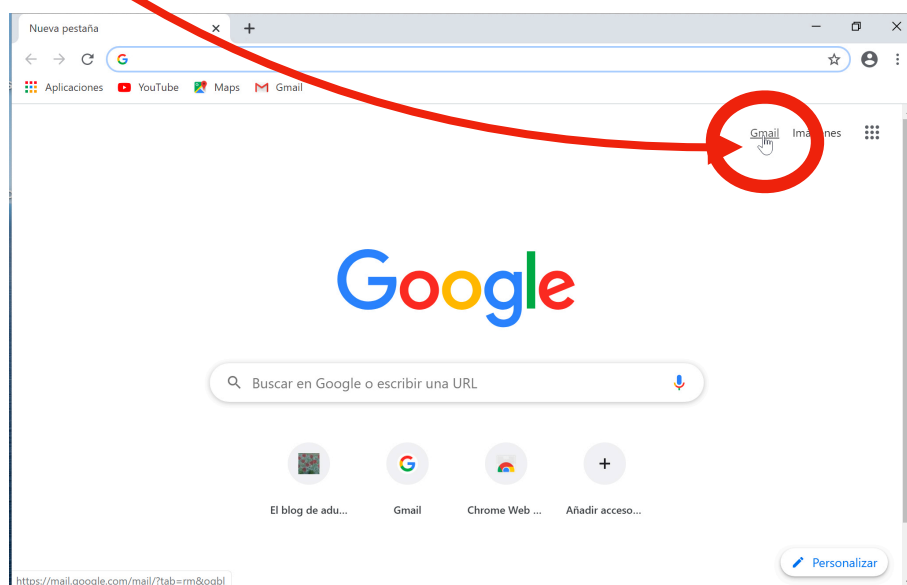 Nueva pestaña
Aplicaciones YouTube Maps Gmail
Gmail Imágenes
Google
Buscar en Google o escribir una URL
El blog de adu... Gmail Chrome Web ... Añadir acceso...
Personalizar
https://mail.google.com/mail/?tab=rm&ogbl